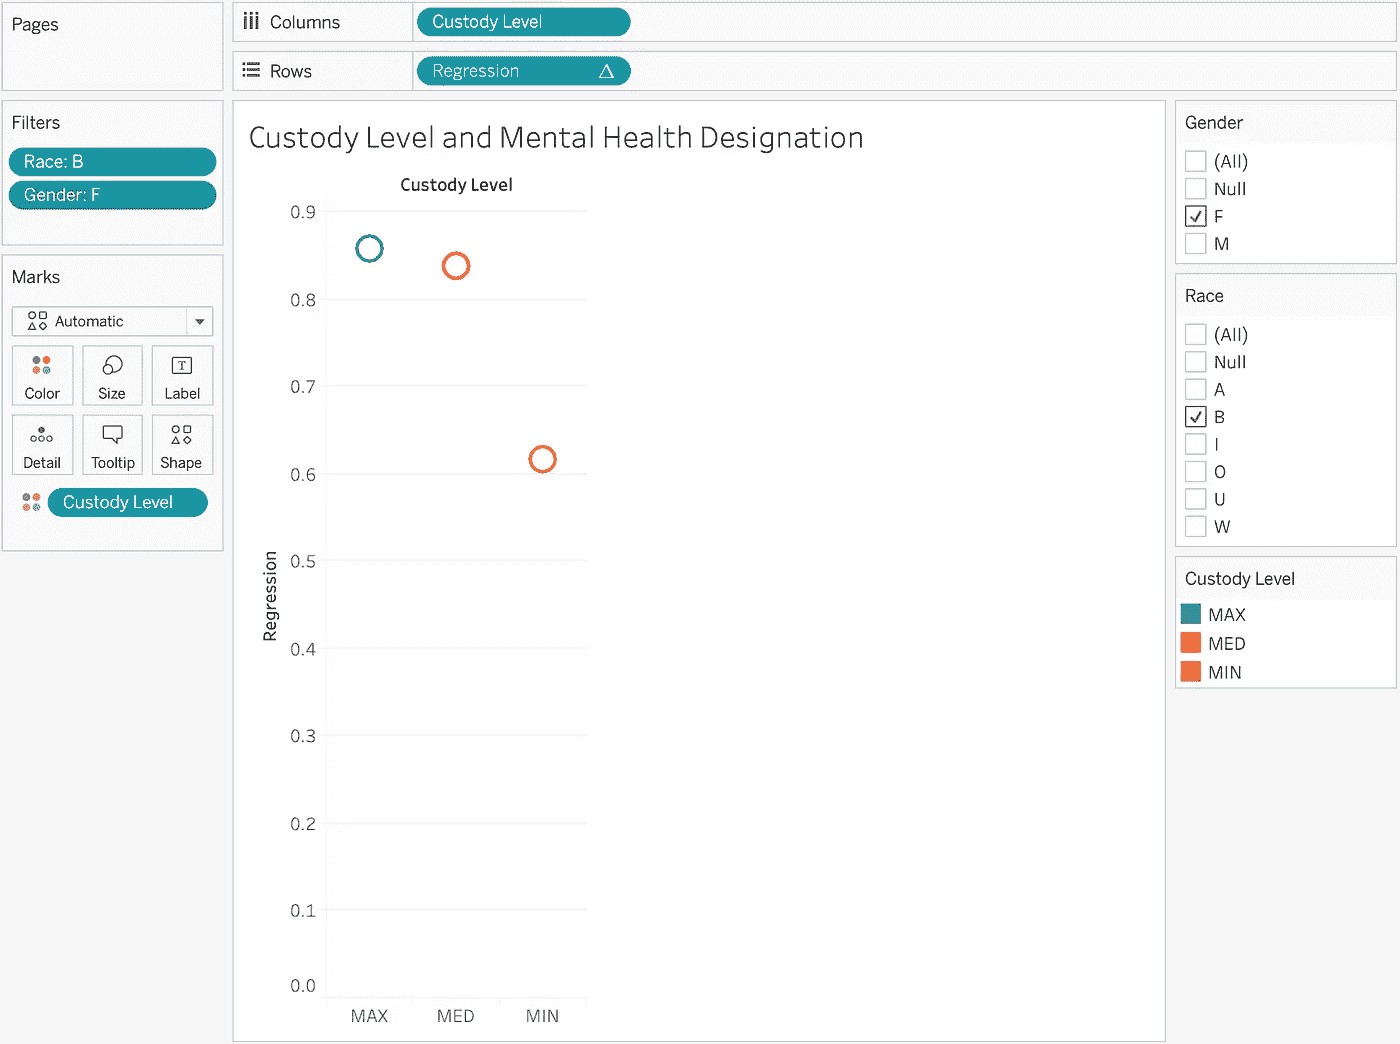 Pages
Columns
Custody Level
Rows
Regression
Filters
Race: B
Gender: F
Marks
Automatic
Color
Size
Label
Detail
Tooltip
Shape
Custody Level
Custody Level and Mental Health Designation
Custody Level
0.9
0.8
0.7
0.6
0.5
0.4
0.3
0.2
0.1
0.0
Regression
MAX MED MIN
Gender
(All)
Null
F
M
Race
(All)
Null
A
B
I
O
U
W
Custody Level
MAX
MED
MIN